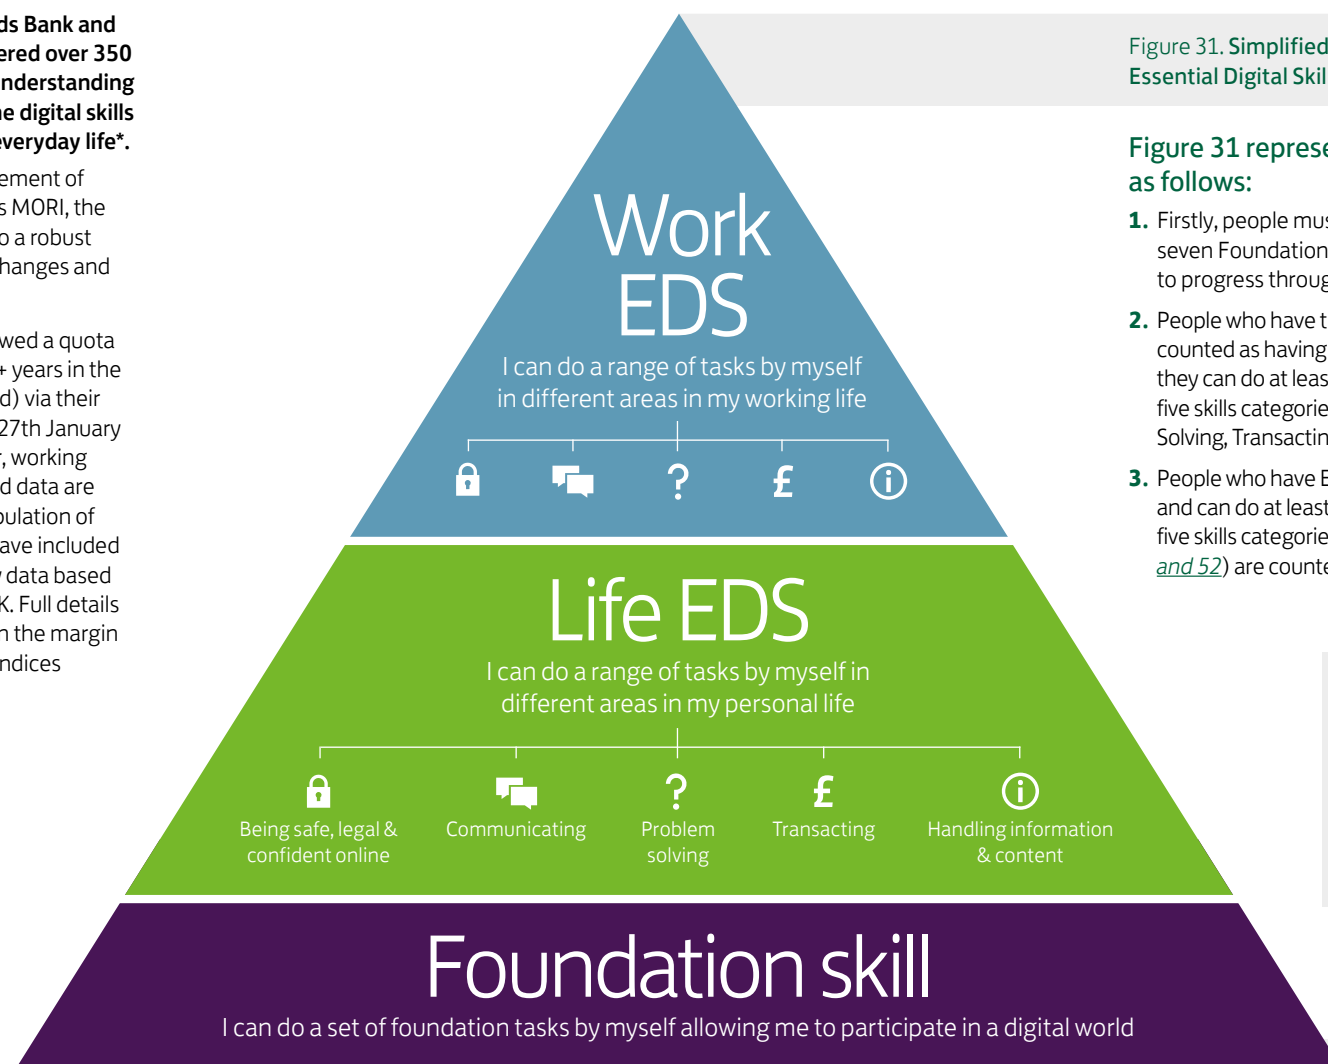 ds Bank and
ered over 350
nderstanding
e digital skills
everyday life*.
ement of
s MORI, the
o a robust
hanges and
wed a quota
+ years in the
d) via their
27th January
, working
d data are
pulation of
ave included
data based
K. Full details
n the margin
ndices
Work
EDS
I can do a range of tasks by myself
in different areas in my working life
?
£
i
Life EDS
I can do a range of tasks by myself in
different areas in my personal life
?
£
i
Being safe, legal &
confident online
Communicating
Problem
solving
Transacting
Handling information
& content
Foundation skill
I can do a set of foundation tasks by myself allowing me to participate in a digital world
Figure 31. Simplified
Essential Digital Skil
Figure 31 represe
as follows:
1. Firstly, people mus
seven Foundation
to progress throug
2. People who have t
counted as having
they can do at leas
five skills categorie
Solving, Transactin
3. People who have E
and can do at least
five skills categorie
and 52) are counte